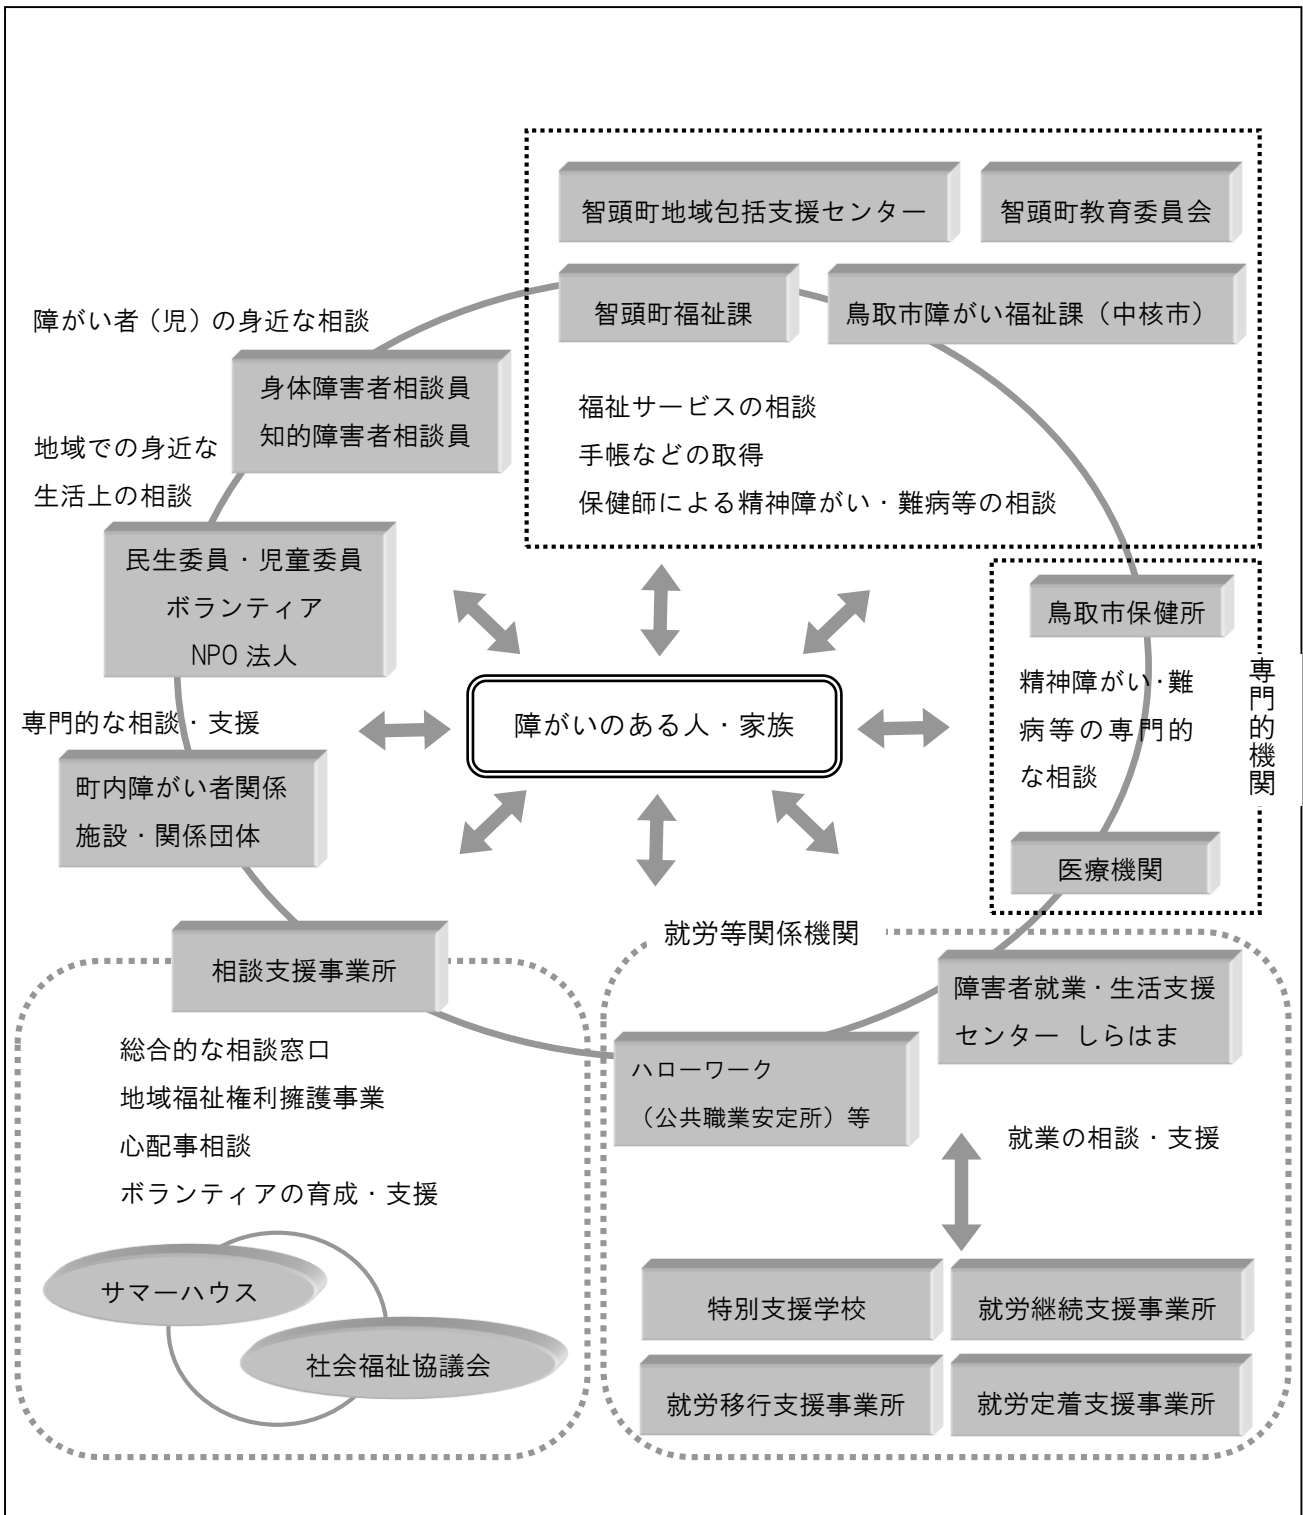 智頭町地域包括支援センター
智頭町教育委員会
智頭町福祉課
鳥取市障がい福祉課（中核市）
福祉サービスの相談
手帳などの取得
保健師による精神障がい・難病等の相談
障がい者（児）の身近な相談
身体障害者相談員
知的障害者相談員
地域での身近な
生活上の相談
民生委員・児童委員
ボランティア
NPO 法人
専門的な相談・支援
町内障がい者関係
施設・関係団体
障がいのある人・家族
鳥取市保健所
精神障がい・難
病等の専門的
な相談
医療機関
専門的機関
相談支援事業所
総合的な相談窓口
地域福祉権利擁護事業
心配事相談
ボランティアの育成・支援
サマーハウス
社会福祉協議会
就労等関係機関
障害者就業・生活支援
センター しらはま
ハローワーク
（公共職業安定所）等
就業の相談・支援
特別支援学校
就労継続支援事業所
就労移行支援事業所
就労定着支援事業所